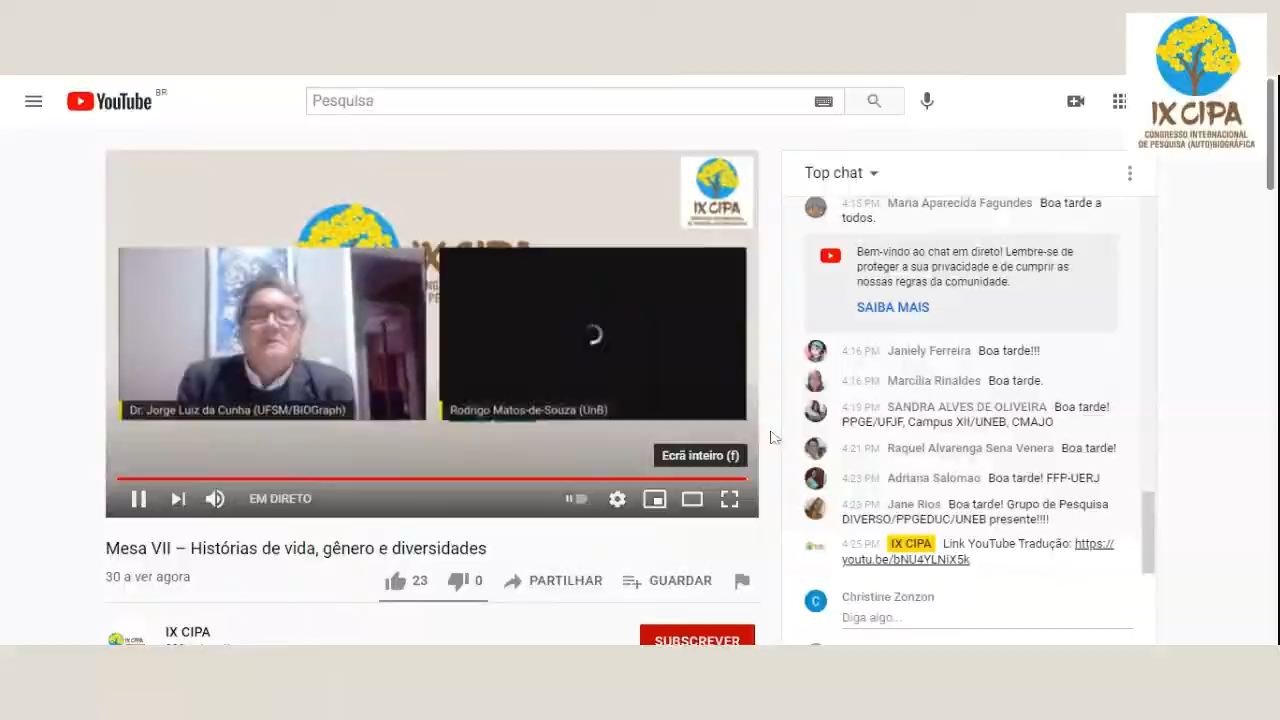 IX CIPA
CONGRESSO INTERNACIONAL
DE PESQUISA (AUTO)BIOGRÁFICA
YouTube BR
Pesquisa
IX CIPA
Dr. Jorge Luiz da Cunha (UFSM/BIOGraph)
Rodrigo Matos-de-Souza (UnB)
Ecrã inteiro (f)
EM DIRETO
Mesa VII – Histórias de vida, gênero e diversidades
30 a ver agora
23
0
PARTILHAR
GUARDAR
IX CIPA
SUBSCREVER
Top chat
4:15 PM Maria Aparecida Fagundes Boa tarde a
todos.
Bem-vindo ao chat em direto! Lembre-se de
proteger a sua privacidade e de cumprir as
nossas regras da comunidade.
SAIBA MAIS
4:16 PM Janiely Ferreira Boa tarde!!!
4:16 PM Marcília Rinaldes Boa tarde.
4:19 PM SANDRA ALVES DE OLIVEIRA Boa tarde!
PPGE/UFJF, Campus XII/UNEB, CMAJO
4:21 PM Raquel Alvarenga Sena Venera Boa tarde!
4:23 PM Adriana Salomao Boa tarde! FFP-UERJ
4:23 PM Jane Rios Boa tarde! Grupo de Pesquisa
DIVERSO/PPGEDUC/UNEB presente!!!!
4:25 PM IX CIPA Link YouTube Tradução: https://
youtu.be/bNU4YLNiX5k
C
Christine Zonzon
Diga algo...